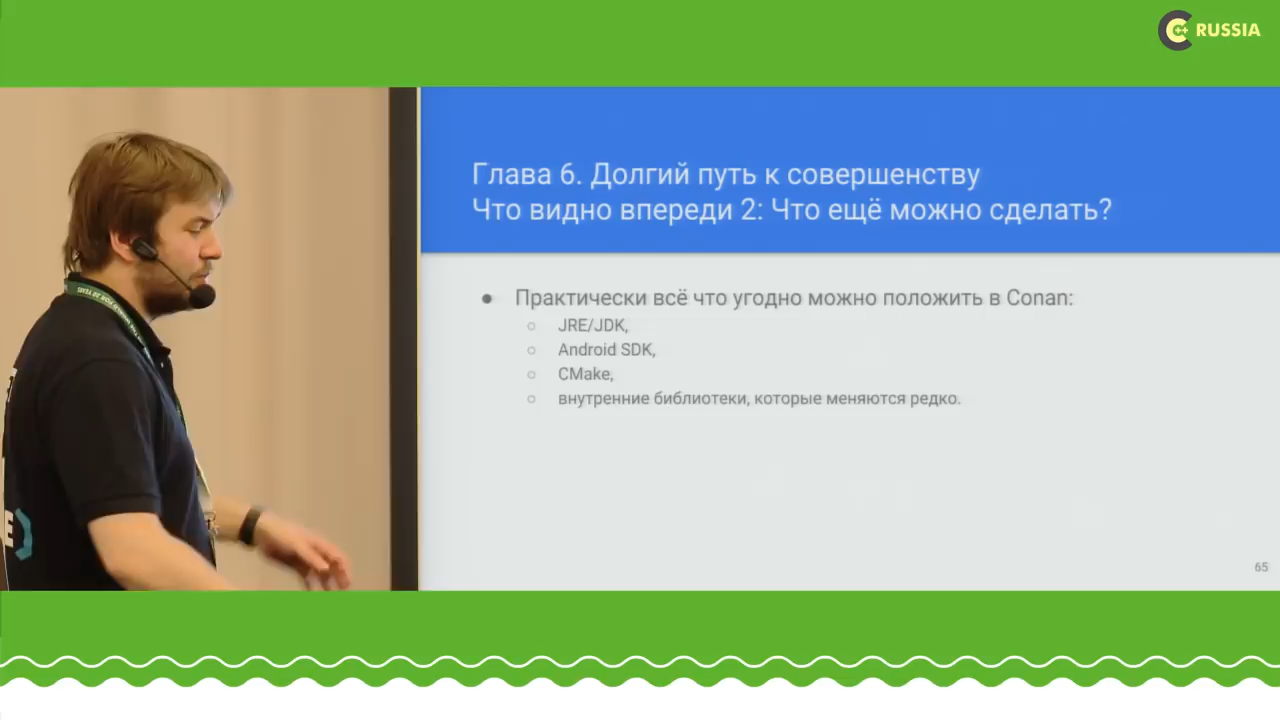 C++ RUSSIA
Глава 6. Долгий путь к совершенству
Что видно впереди 2: Что ещё можно сделать?
● Практически всё что угодно можно положить в Conan:
○ JRE/JDK,
○ Android SDK,
○ CMake,
○ внутренние библиотеки, которые меняются редко.
65